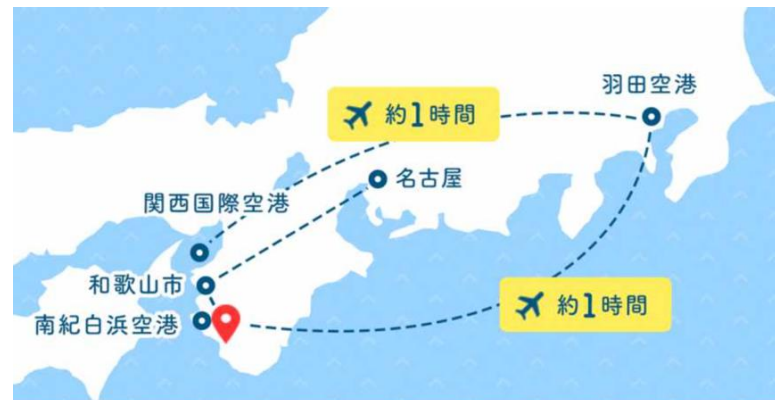 羽田空港
約1時間
名古屋
関西国際空港
和歌山市
南紀白浜空港
約1時間